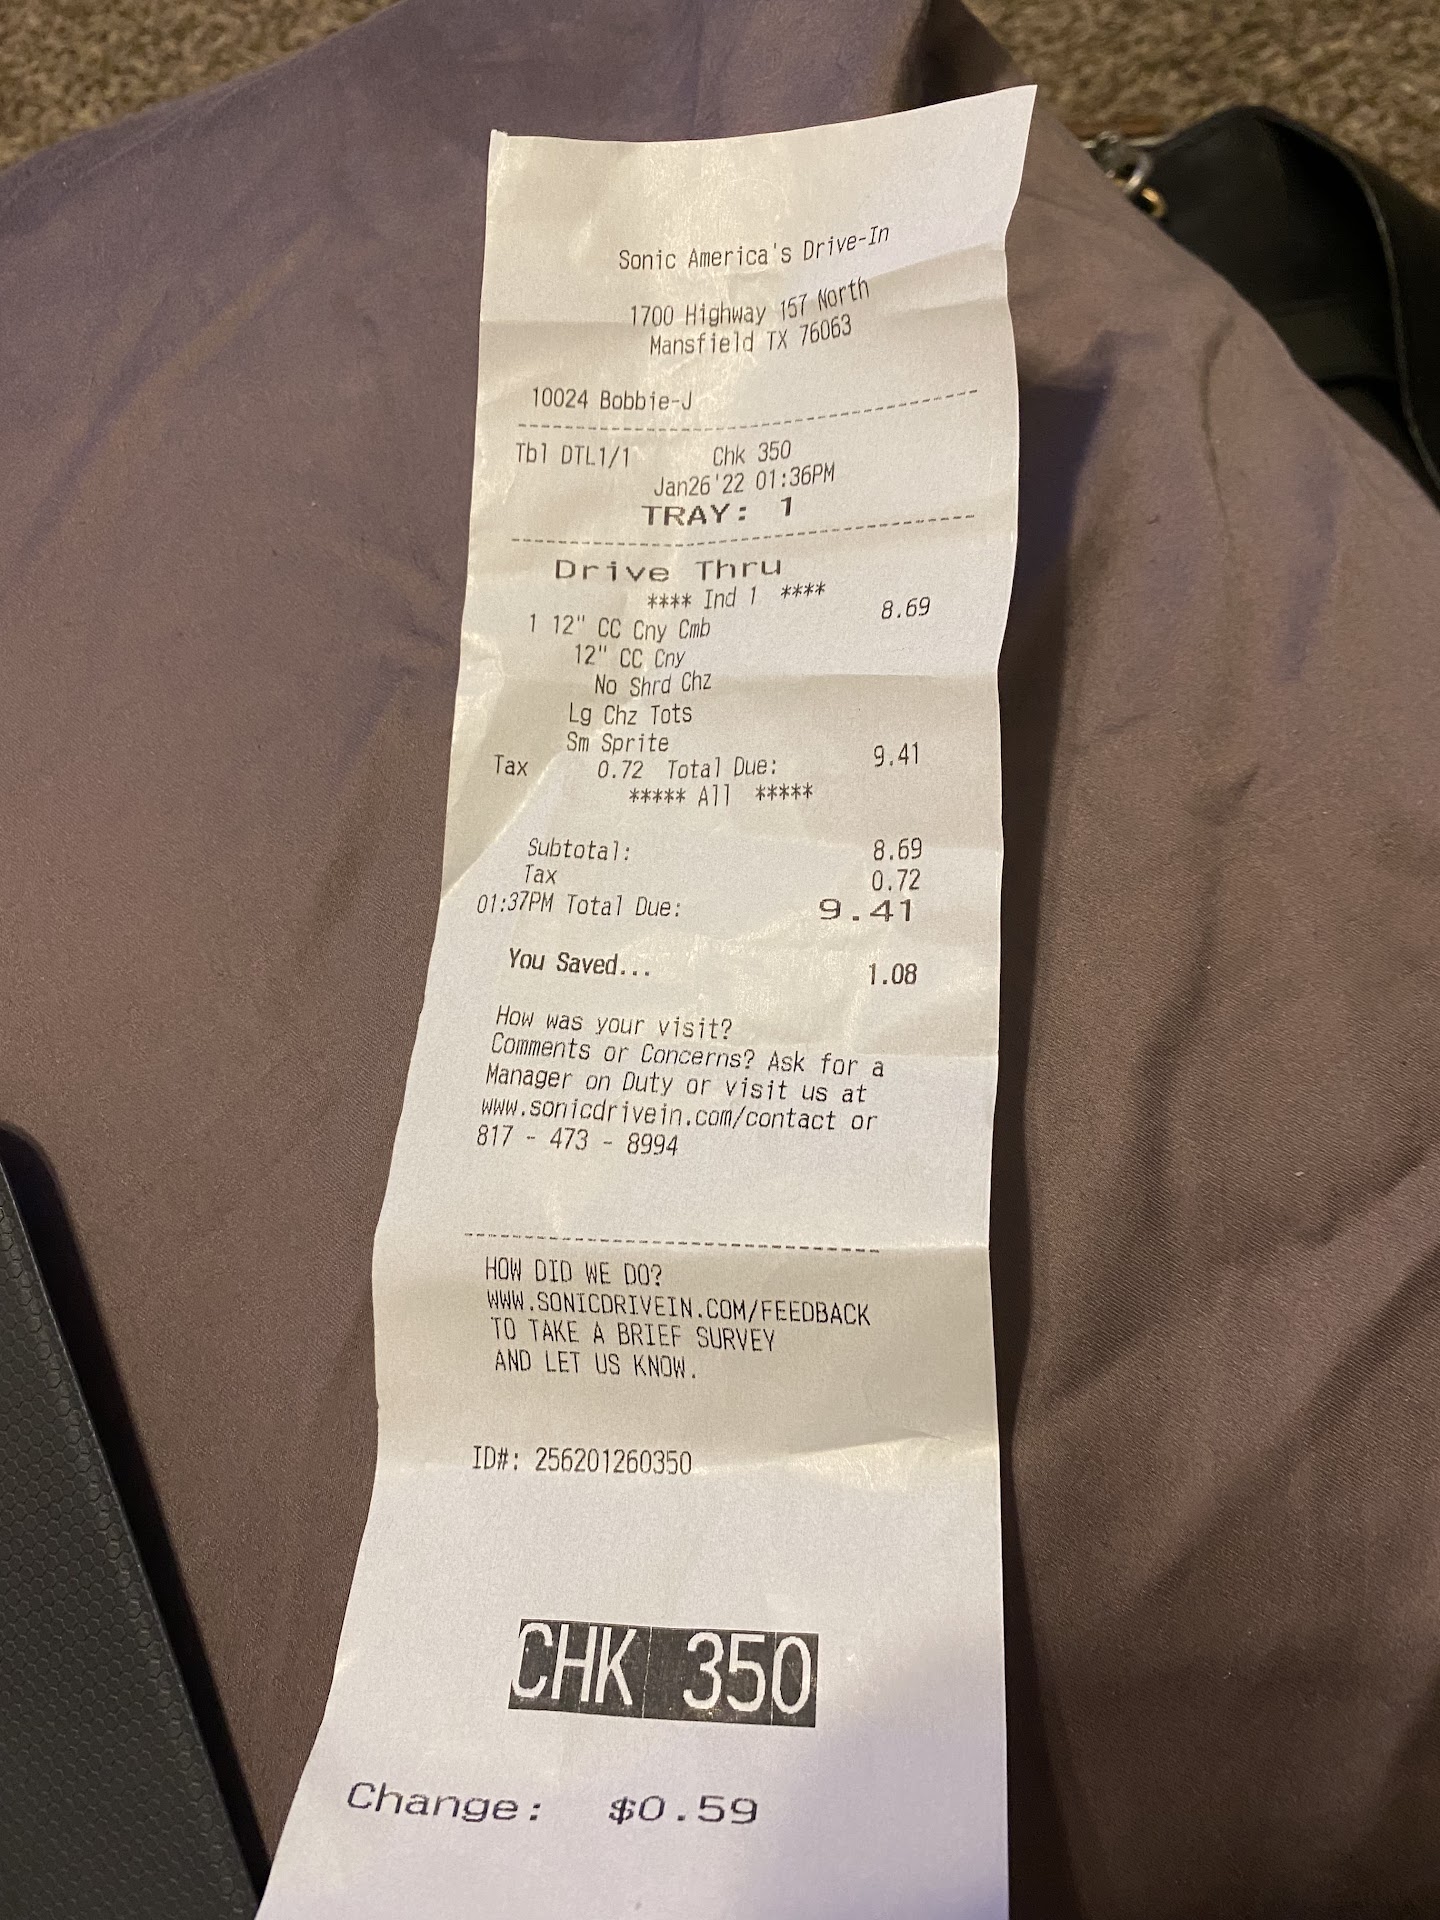 Sonic America's Drive-In
1700 Highway 157 North
Mansfield TX 76063
10024 Bobbie-J
Tbl DTL1/1 Chk 350
Jan26'22 01:36PM
TRAY: 1
Drive Thru
**** Ind 1 ****
1 12" CC Cny Cmb 8.69
12" CC Cny
No Shrd Chz
Lg Chz Tots
Sm Sprite
Tax 0.72 Total Due: 9.41
***** All *****
Subtotal: 8.69
Tax 0.72
01:37PM Total Due: 9.41
You Saved... 1.08
How was your visit?
Comments or Concerns? Ask for a
Manager on Duty or visit us at
www.sonicdrivein.com/contact or
817 - 473 - 8994
HOW DID WE DO?
WWW.SONICDRIVEIN.COM/FEEDBACK
TO TAKE A BRIEF SURVEY
AND LET US KNOW.
ID#: 256201260350
CHK 350
Change: $0.59